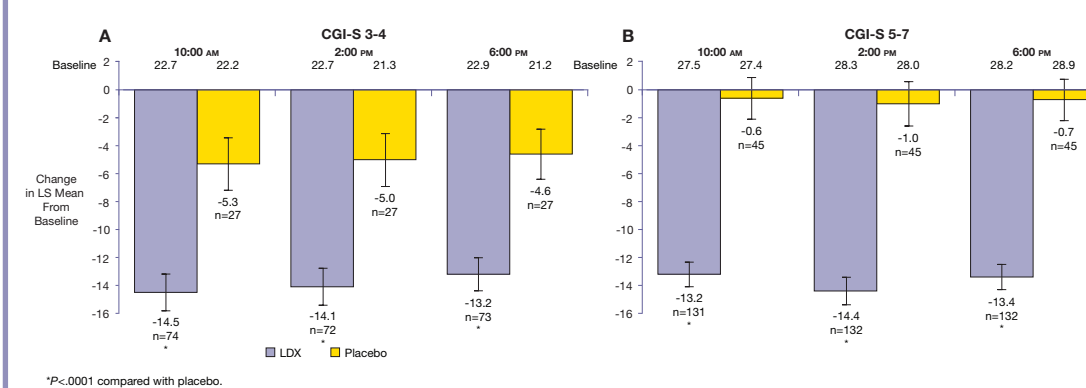 A
CGI-S 3-4
10:00 AM 2:00 PM 6:00 PM
Baseline 22.7 22.2 22.7 21.3 22.9 21.2
2
0
-2
-4
-6
-8
-10
-12
-14
-16
Change
in LS Mean
From
Baseline
-14.5
n=74
*
-5.3
n=27
-14.1
n=72
*
-5.0
n=27
-13.2
n=73
*
-4.6
n=27
B
CGI-S 5-7
10:00 AM 2:00 PM 6:00 PM
Baseline 27.5 27.4 28.3 28.0 28.2 28.9
2
0
-2
-4
-6
-8
-10
-12
-14
-16
-13.2
n=131
*
-0.6
n=45
-14.4
n=132
*
-1.0
n=45
-13.4
n=132
*
-0.7
n=45
LDX Placebo
*P<.0001 compared with placebo.